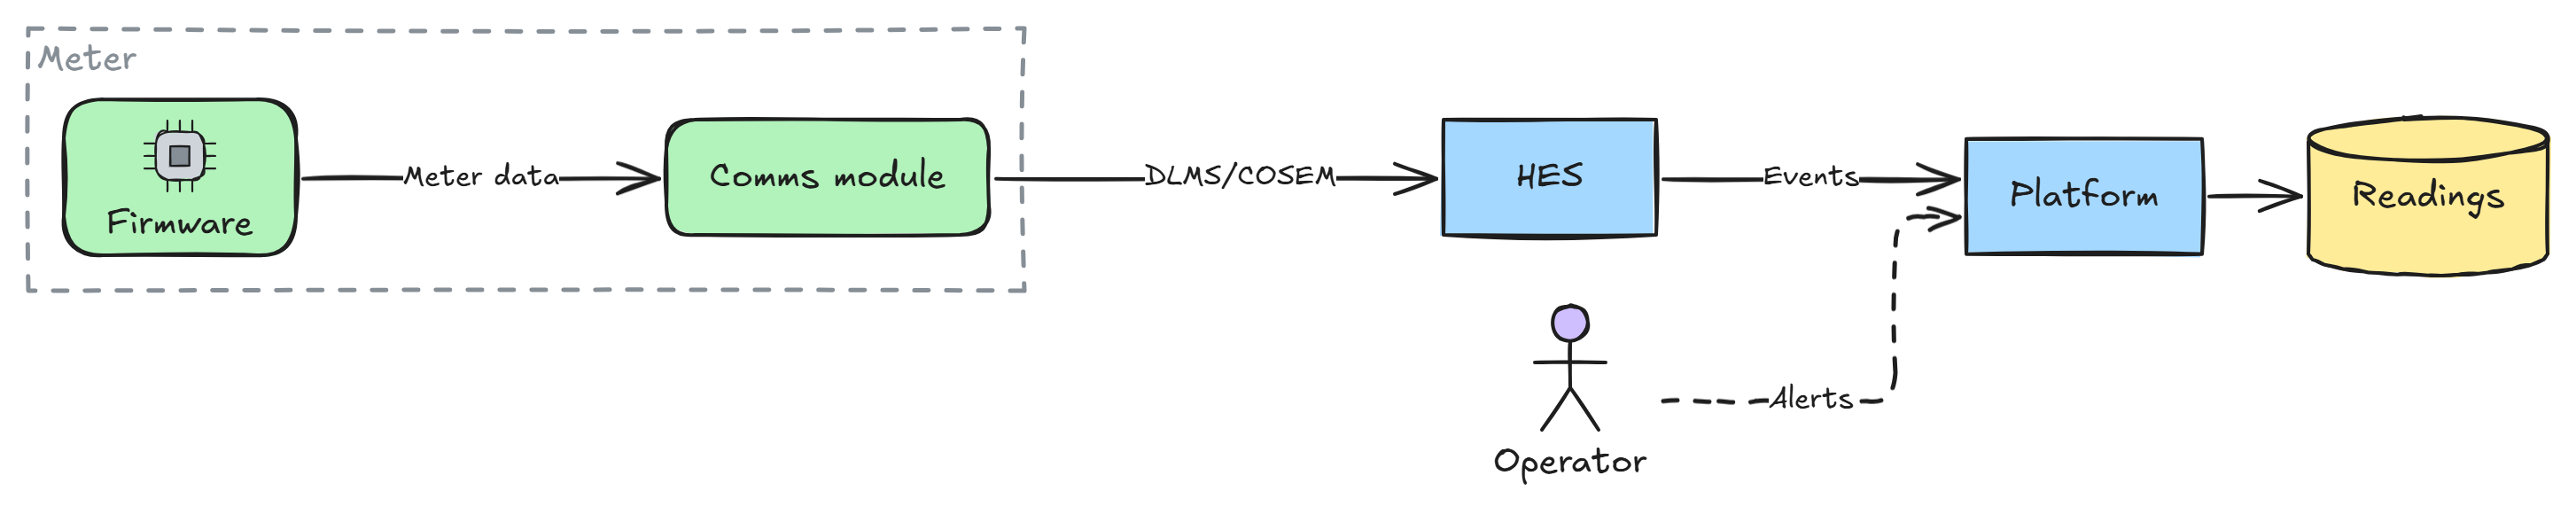 Meter
Firmware
Meter data
Comms module
DLMS/COSEM
HES
Events
Platform
Readings
Alerts
Operator